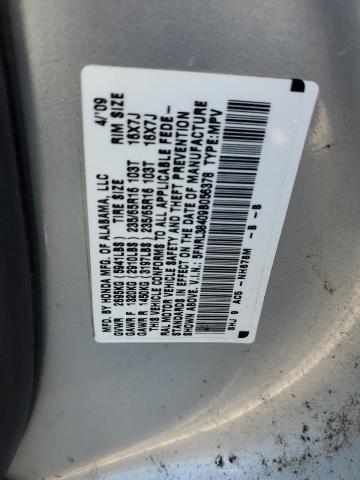 MFD. BY HONDA MFG. OF ALABAMA, LLC 4/'09
GVWR 2695KG (5941LBS) TIRE SIZE RIM SIZE
GAWR F 1320KG (2910LBS) 235/65R16 103T 16X7J
GAWR R 1450KG (3197LBS) 235/65R16 103T 16X7J
THIS VEHICLE CONFORMS TO ALL APPLICABLE FEDE-
RAL MOTOR VEHICLE SAFETY AND THEFT PREVENTION
STANDARDS IN EFFECT ON THE DATE OF MANUFACTURE
SHOWN ABOVE. V.I.N.: 5FNRL38409B056378 TYPE:MPV
SHJ 9 ACS -NH678M -B -B